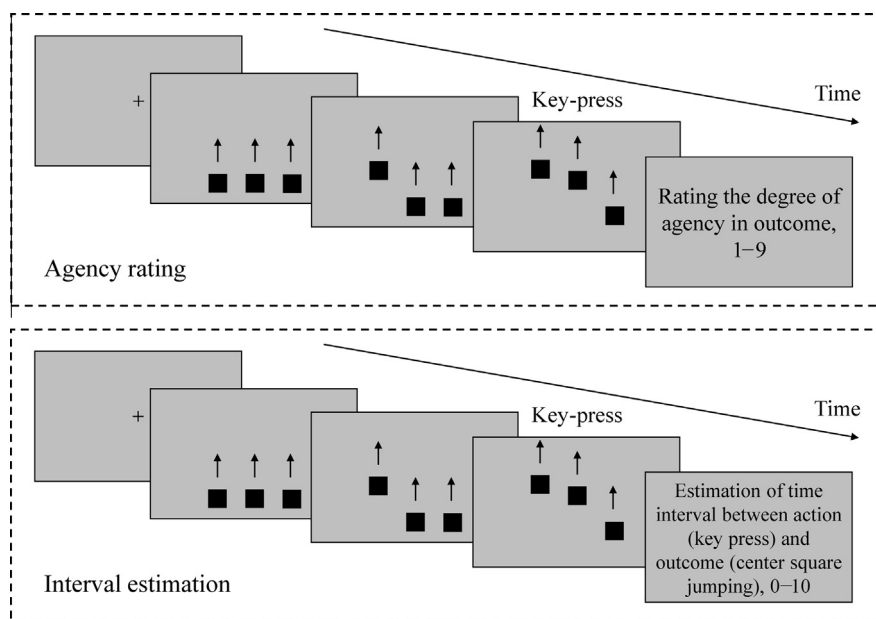 +
Key-press
Time
Rating the degree of
agency in outcome,
1−9
Agency rating
+
Key-press
Time
Estimation of time
interval between action
(key press) and
outcome (center square
jumping), 0−10
Interval estimation